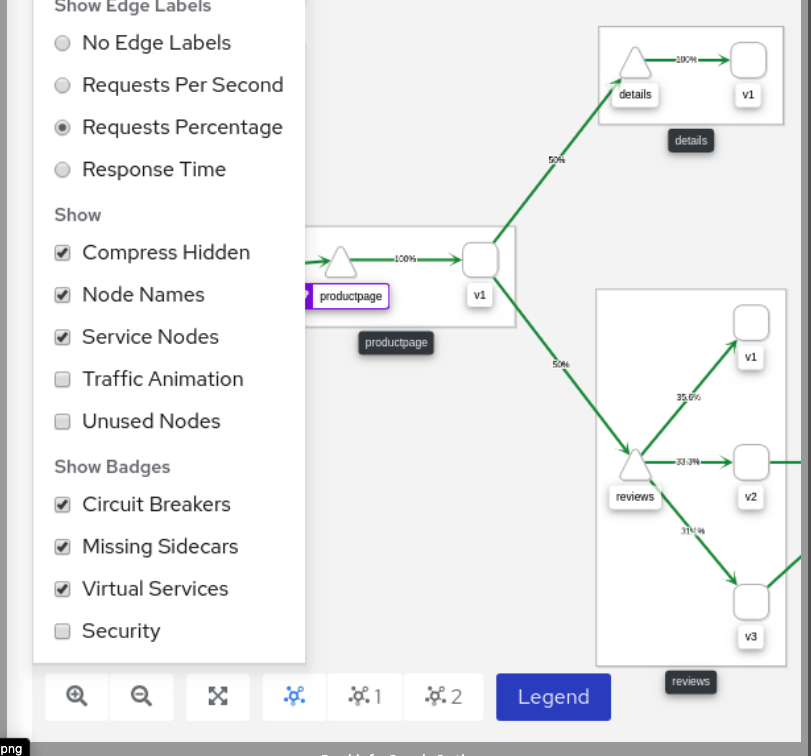 Show Edge Labels
No Edge Labels
Requests Per Second
Requests Percentage
Response Time
Show
Compress Hidden
Node Names
Service Nodes
Traffic Animation
Unused Nodes
Show Badges
Circuit Breakers
Missing Sidecars
Virtual Services
Security
100%
details
v1
details
50%
100%
productpage
v1
productpage
50%
v1
35.6%
33.3%
reviews
v2
31.1%
v3
reviews
1
2
Legend
png